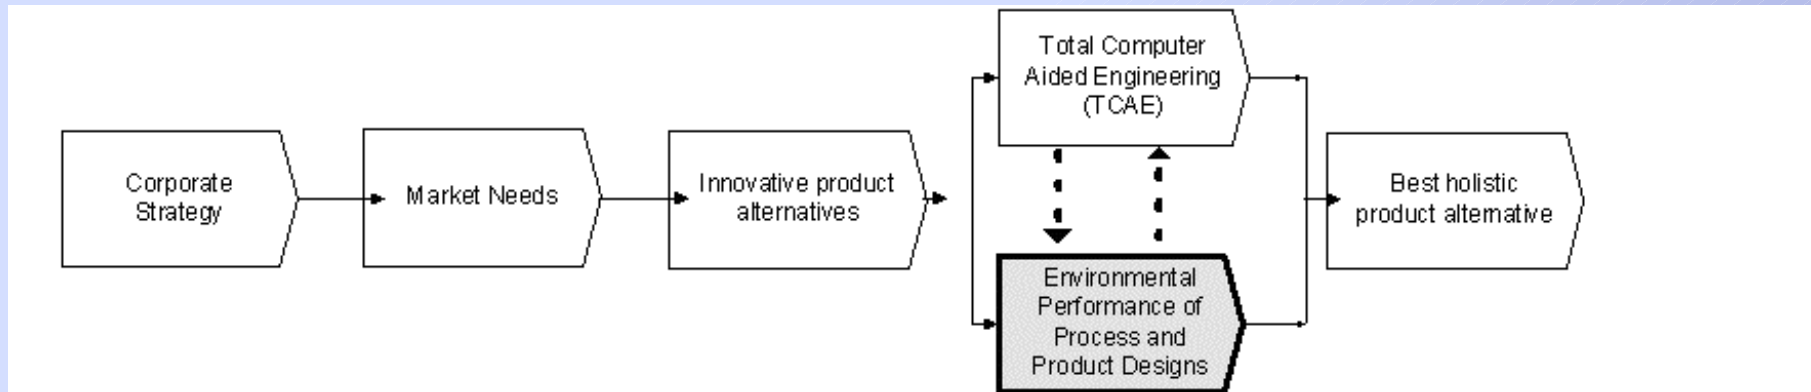 Corporate
Strategy
Market Needs
Innovative product
alternatives
Total Computer
Aided Engineering
(TCAE)
Environmental
Performance of
Process and
Product Designs
Best holistic
product alternative